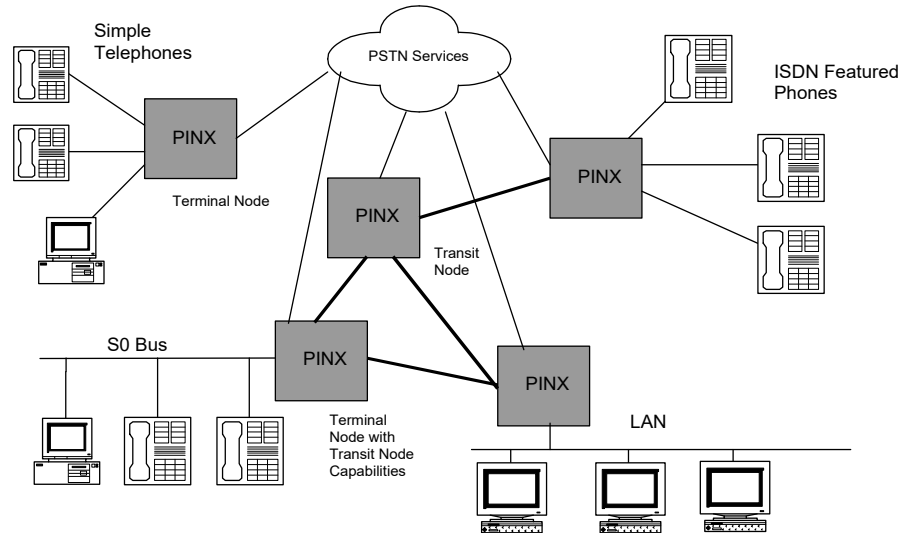 Simple
Telephones
PSTN Services
ISDN Featured
Phones
PINX
Terminal Node
PINX
PINX
Transit
Node
S0 Bus
PINX
PINX
Terminal
Node with
Transit Node
Capabilities
LAN